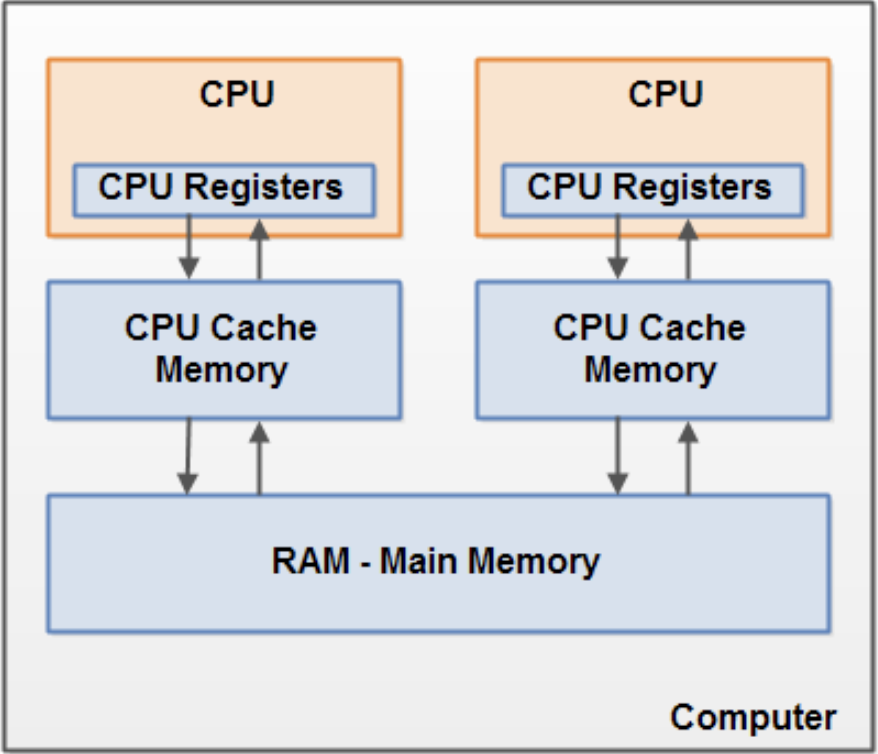 CPU
CPU
CPU Registers
CPU Registers
CPU Cache
Memory
CPU Cache
Memory
RAM - Main Memory
Computer